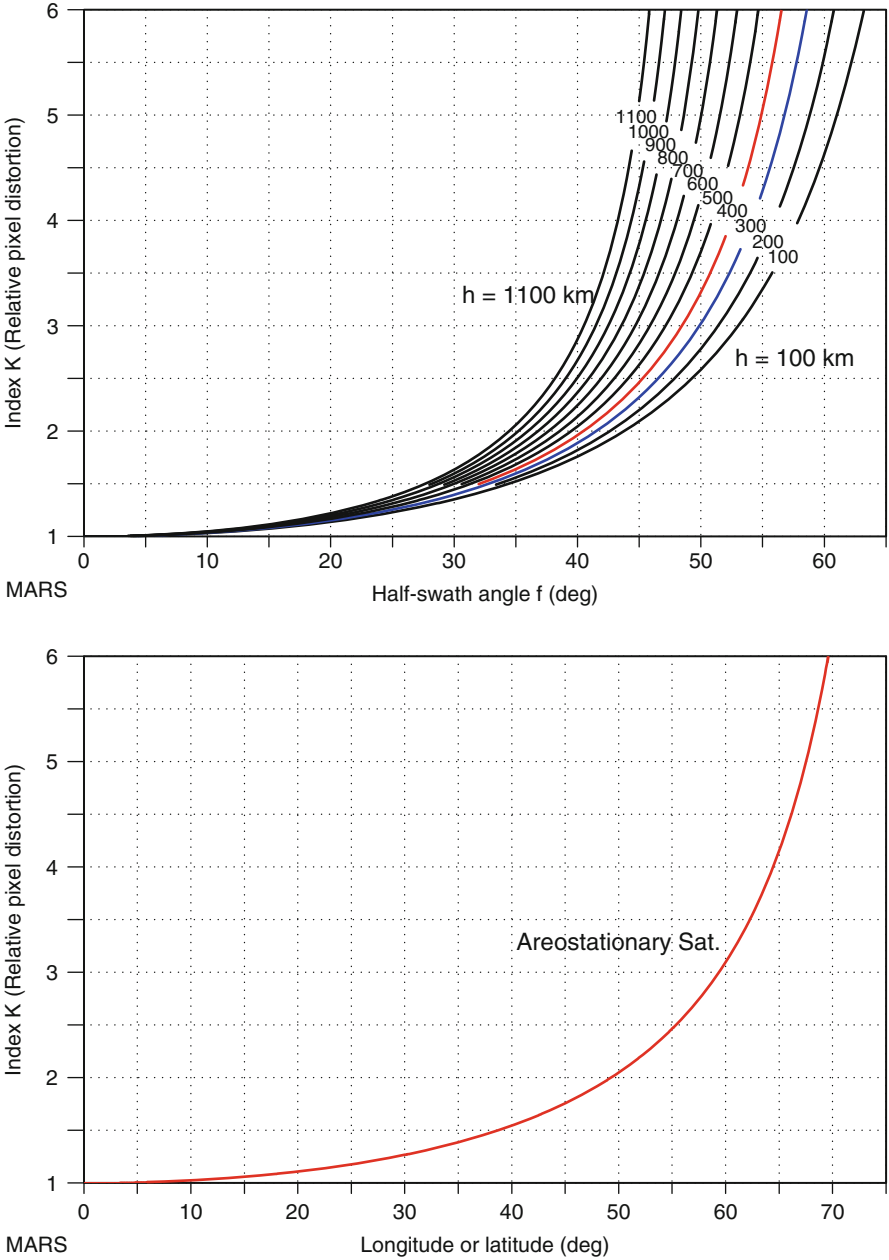 6
5
4
3
2
1
Index K (Relative pixel distortion)
1100
1000
900
800
700
600
500
400
300
200
100
h = 1100 km
h = 100 km
0 10 20 30 40 50 60
MARS
Half-swath angle f (deg)
6
5
4
3
2
1
Index K (Relative pixel distortion)
Areostationary Sat.
0 10 20 30 40 50 60 70
MARS
Longitude or latitude (deg)